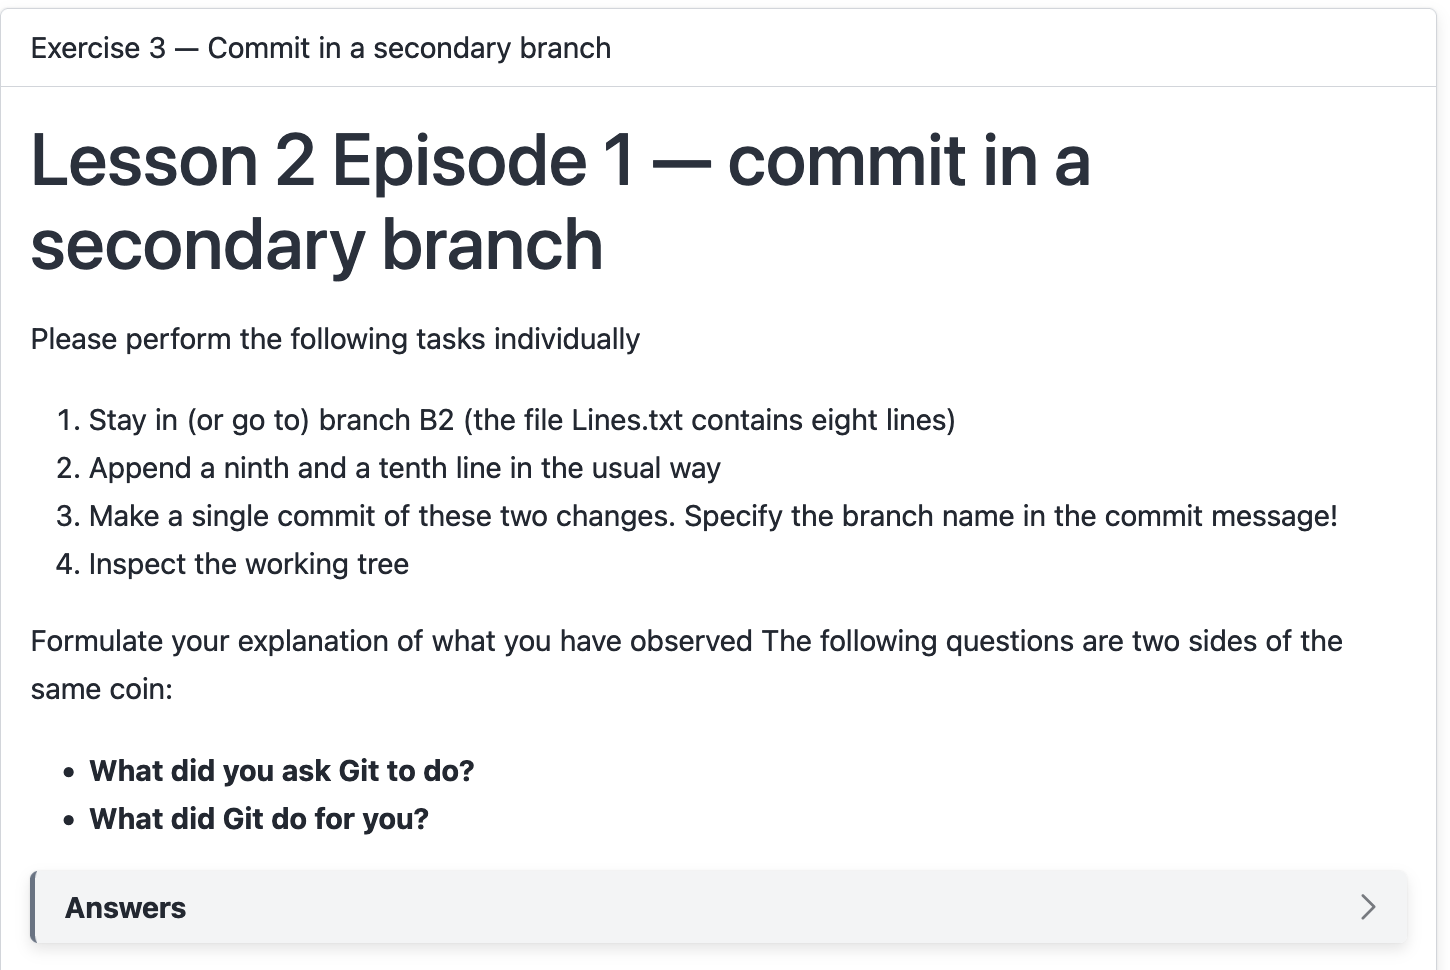 Exercise 3 — Commit in a secondary branch
Lesson 2 Episode 1 — commit in a
secondary branch
Please perform the following tasks individually
1. Stay in (or go to) branch B2 (the file Lines.txt contains eight lines)
2. Append a ninth and a tenth line in the usual way
3. Make a single commit of these two changes. Specify the branch name in the commit message!
4. Inspect the working tree
Formulate your explanation of what you have observed The following questions are two sides of the
same coin:
• What did you ask Git to do?
• What did Git do for you?
Answers